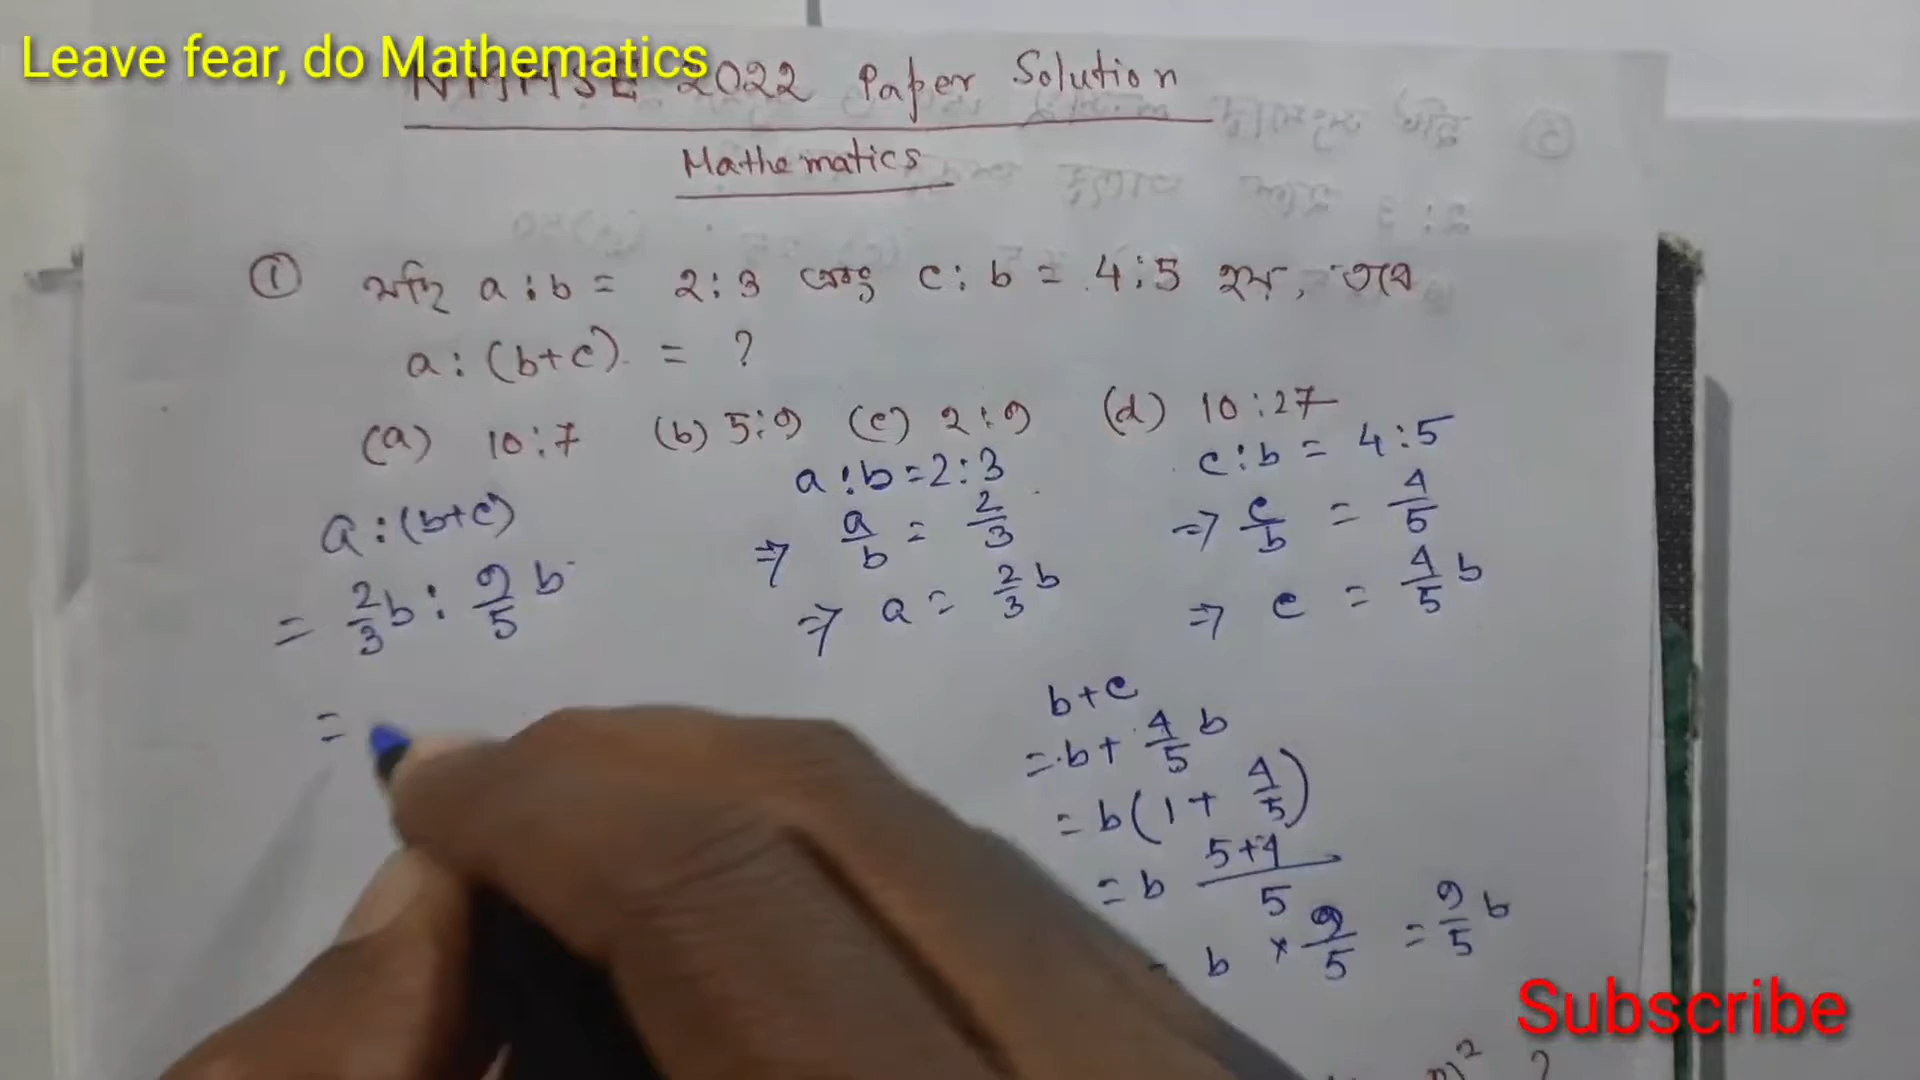 Leave fear, do Mathematics
NMMSE 2022 Paper Solution
Mathematics
① যদি a : b = 2 : 3 এবং c : b = 4 : 5 হয়, তবে
a : (b+c) = ?
(a) 10 : 7 (b) 5 : 9 (c) 2 : 9 (d) 10 : 27
a : (b+c)
= 2/3 b : 9/5 b
=
a : b = 2 : 3
⇒ a/b = 2/3
⇒ a = 2/3 b
c : b = 4 : 5
⇒ c/b = 4/5
⇒ c = 4/5 b
b + c
= b + 4/5 b
= b(1 + 4/5)
= b (5+4)/5
= b × 9/5 = 9/5 b
Subscribe